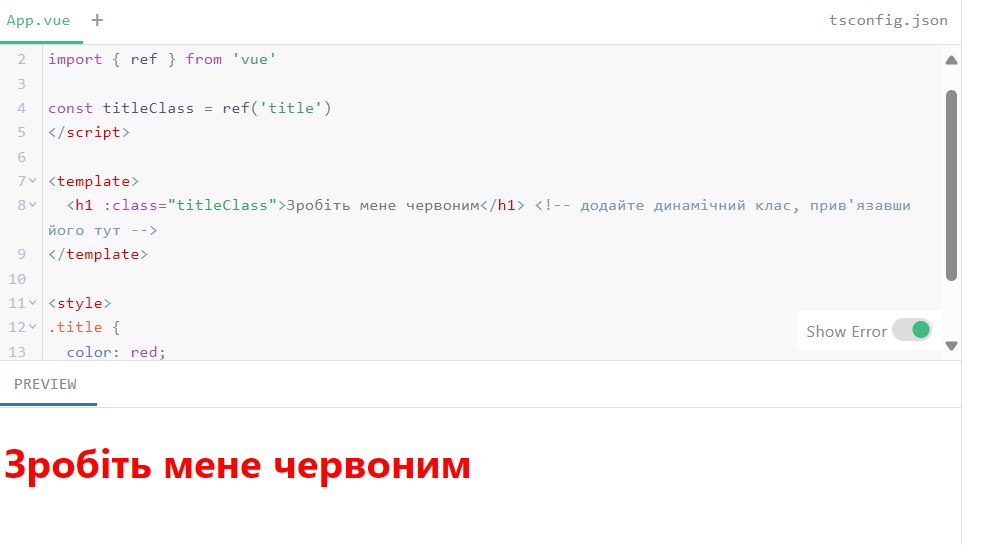 App.vue + tsconfig.json
2 import { ref } from 'vue'
3
4 const titleClass = ref('title')
5 </script>
6
7 <template>
8 <h1 :class="titleClass">Зробіть мене червоним</h1> <!-- додайте динамічний клас, прив'язавши
його тут -->
9 </template>
10
11 <style>
12 .title {
13 color: red;
Show Error
PREVIEW
Зробіть мене червоним